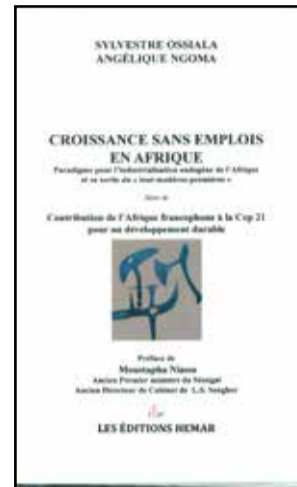 SYLVESTRE OSSIALA
ANGÉLIQUE NGOMA
CROISSANCE SANS EMPLOIS
EN AFRIQUE
Paradigme pour l'industrialisation endogène de l'Afrique
et sa sortie du « tout-matières premières »
Suivi de
Contribution de l'Afrique francophone à la Cop 21
pour un développement durable
Préface de
Moustapha Niasse
Ancien Premier ministre du Sénégal
Ancien Directeur de Cabinet de L.S. Senghor
LES ÉDITIONS HEMAR